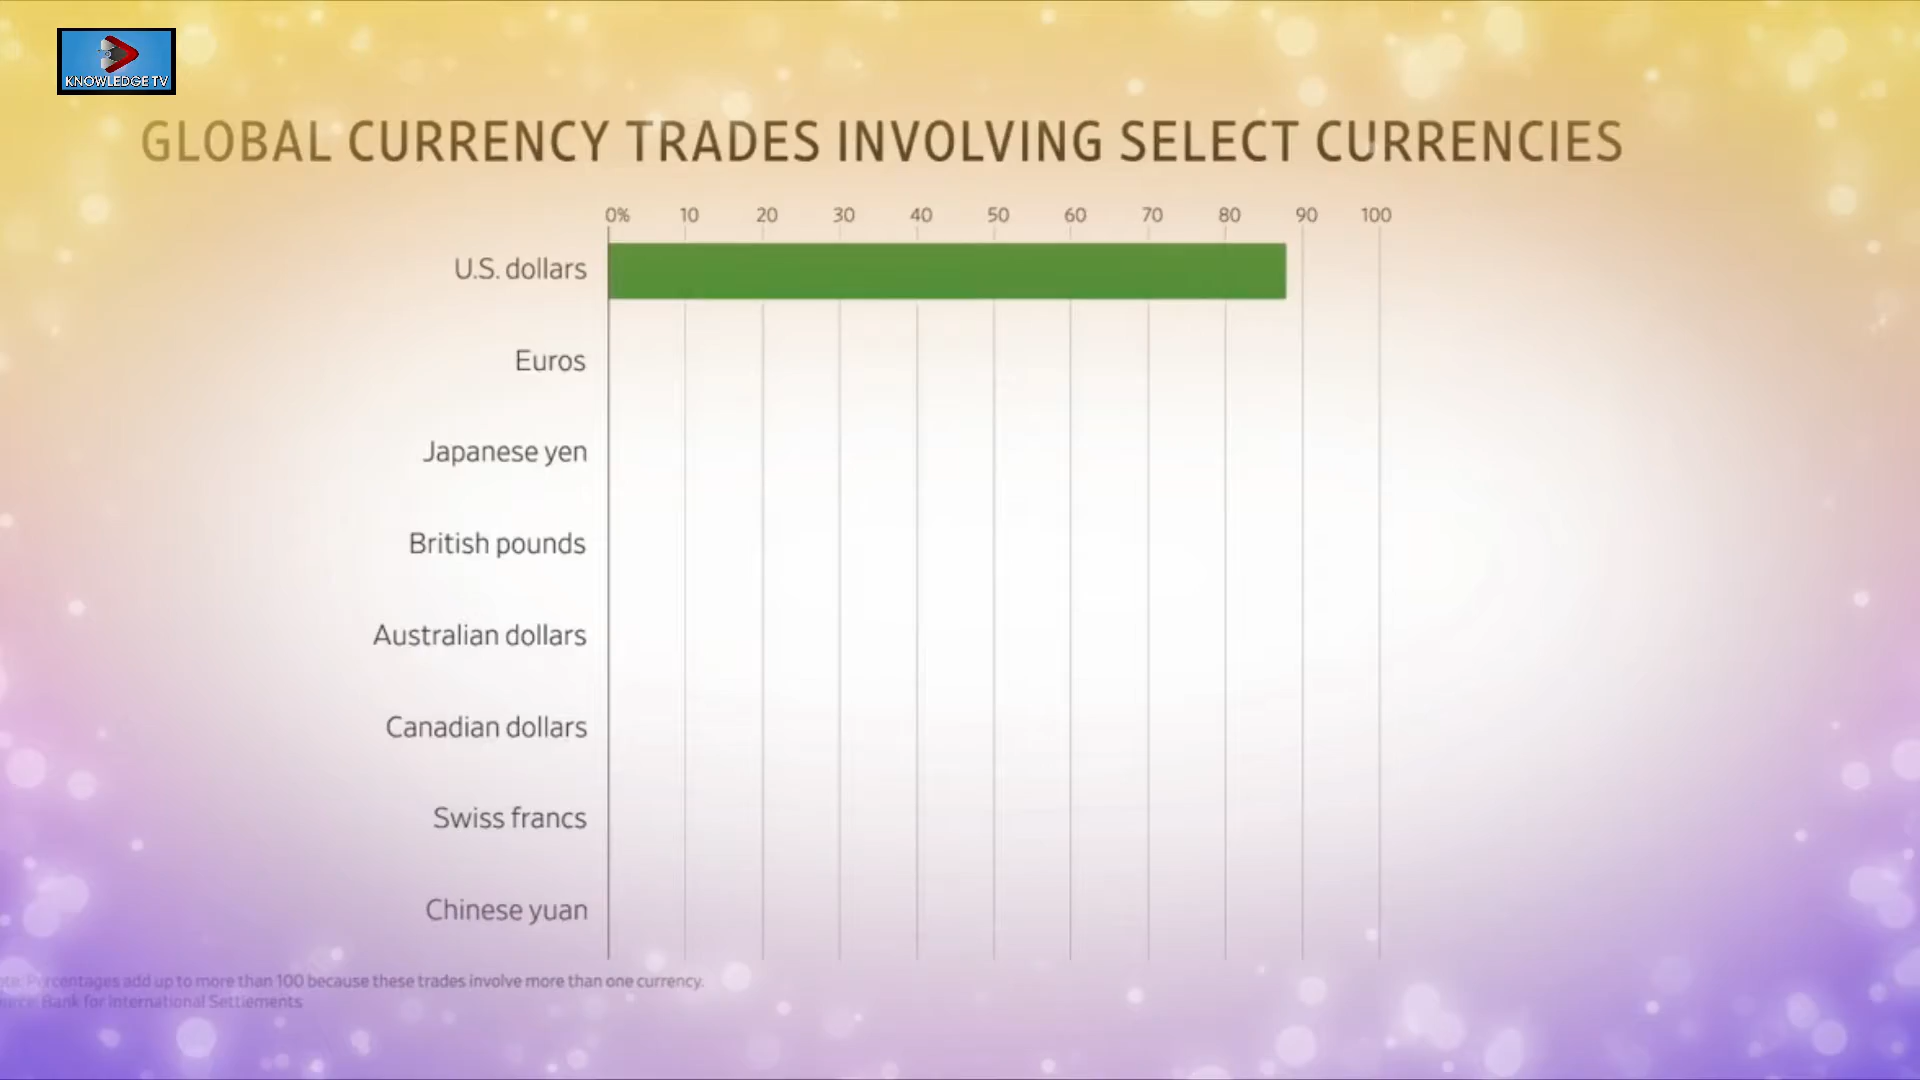 KNOWLEDGE TV
GLOBAL CURRENCY TRADES INVOLVING SELECT CURRENCIES
0% 10 20 30 40 50 60 70 80 90 100
U.S. dollars
Euros
Japanese yen
British pounds
Australian dollars
Canadian dollars
Swiss francs
Chinese yuan
Percentages add up to more than 100 because these trades involve more than one currency.
Bank for International Settlements